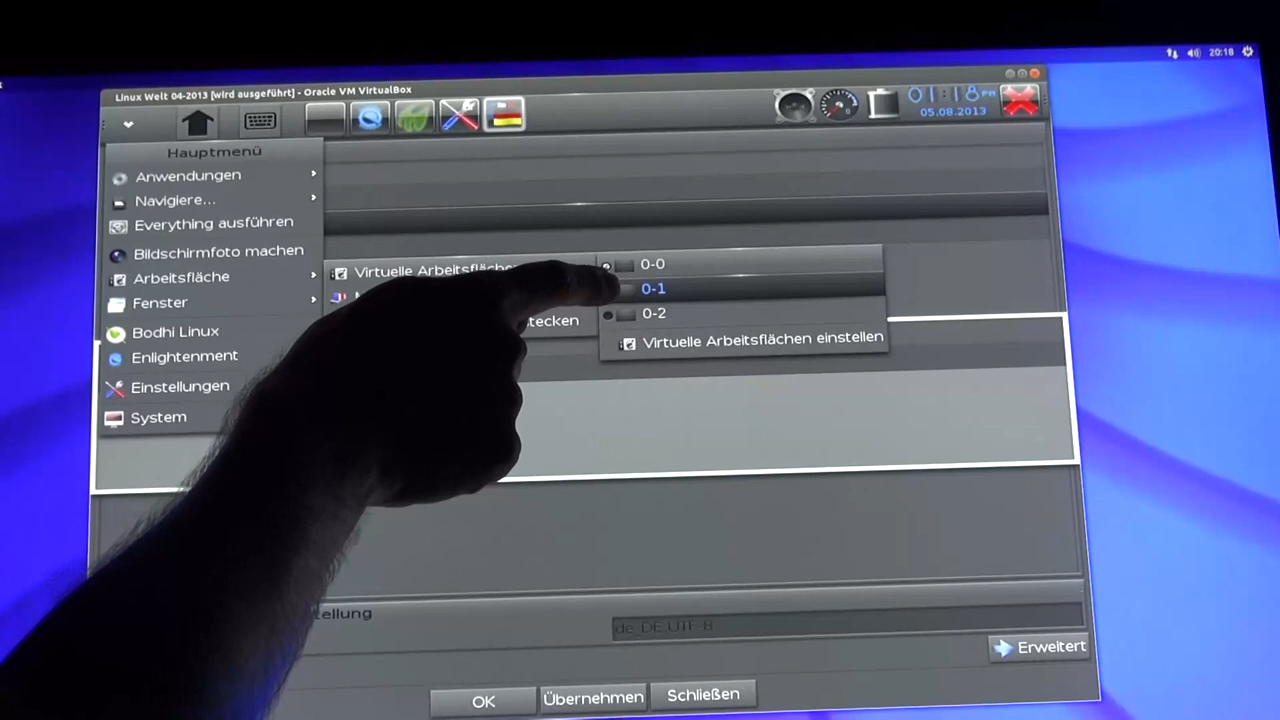 20:18
Linux Welt 04-2013 [wird ausgeführt] - Oracle VM VirtualBox
01:18 PM
05.08.2013
Hauptmenü
Anwendungen
Navigiere...
Everything ausführen
Bildschirmfoto machen
Arbeitsfläche
Fenster
Bodhi Linux
Enlightenment
Einstellungen
System
Virtuelle Arbeitsflächen
tecken
0-0
0-1
0-2
Virtuelle Arbeitsflächen einstellen
tellung
de_DE.UTF-8
Erweitert
OK
Übernehmen
Schließen